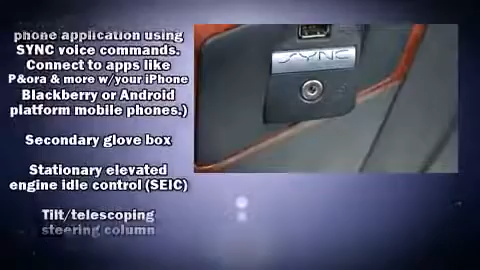 phone application using
SYNC voice commands.
Connect to apps like
P&ora & more w/your iPhone
Blackberry or Android
platform mobile phones.)
Secondary glove box
Stationary elevated
engine idle control (SEIC)
Tilt/telescoping
steering column
SYNC